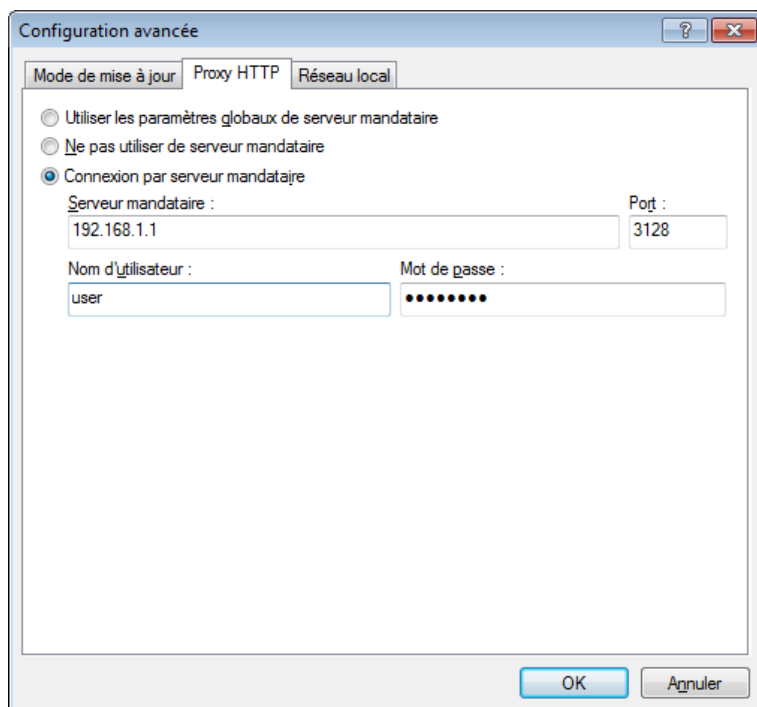 Configuration avancée
Mode de mise à jour Proxy HTTP Réseau local
Utiliser les paramètres globaux de serveur mandataire
Ne pas utiliser de serveur mandataire
Connexion par serveur mandataire
Serveur mandataire : Port :
192.168.1.1 3128
Nom d'utilisateur : Mot de passe :
user ••••••••
OK Annuler